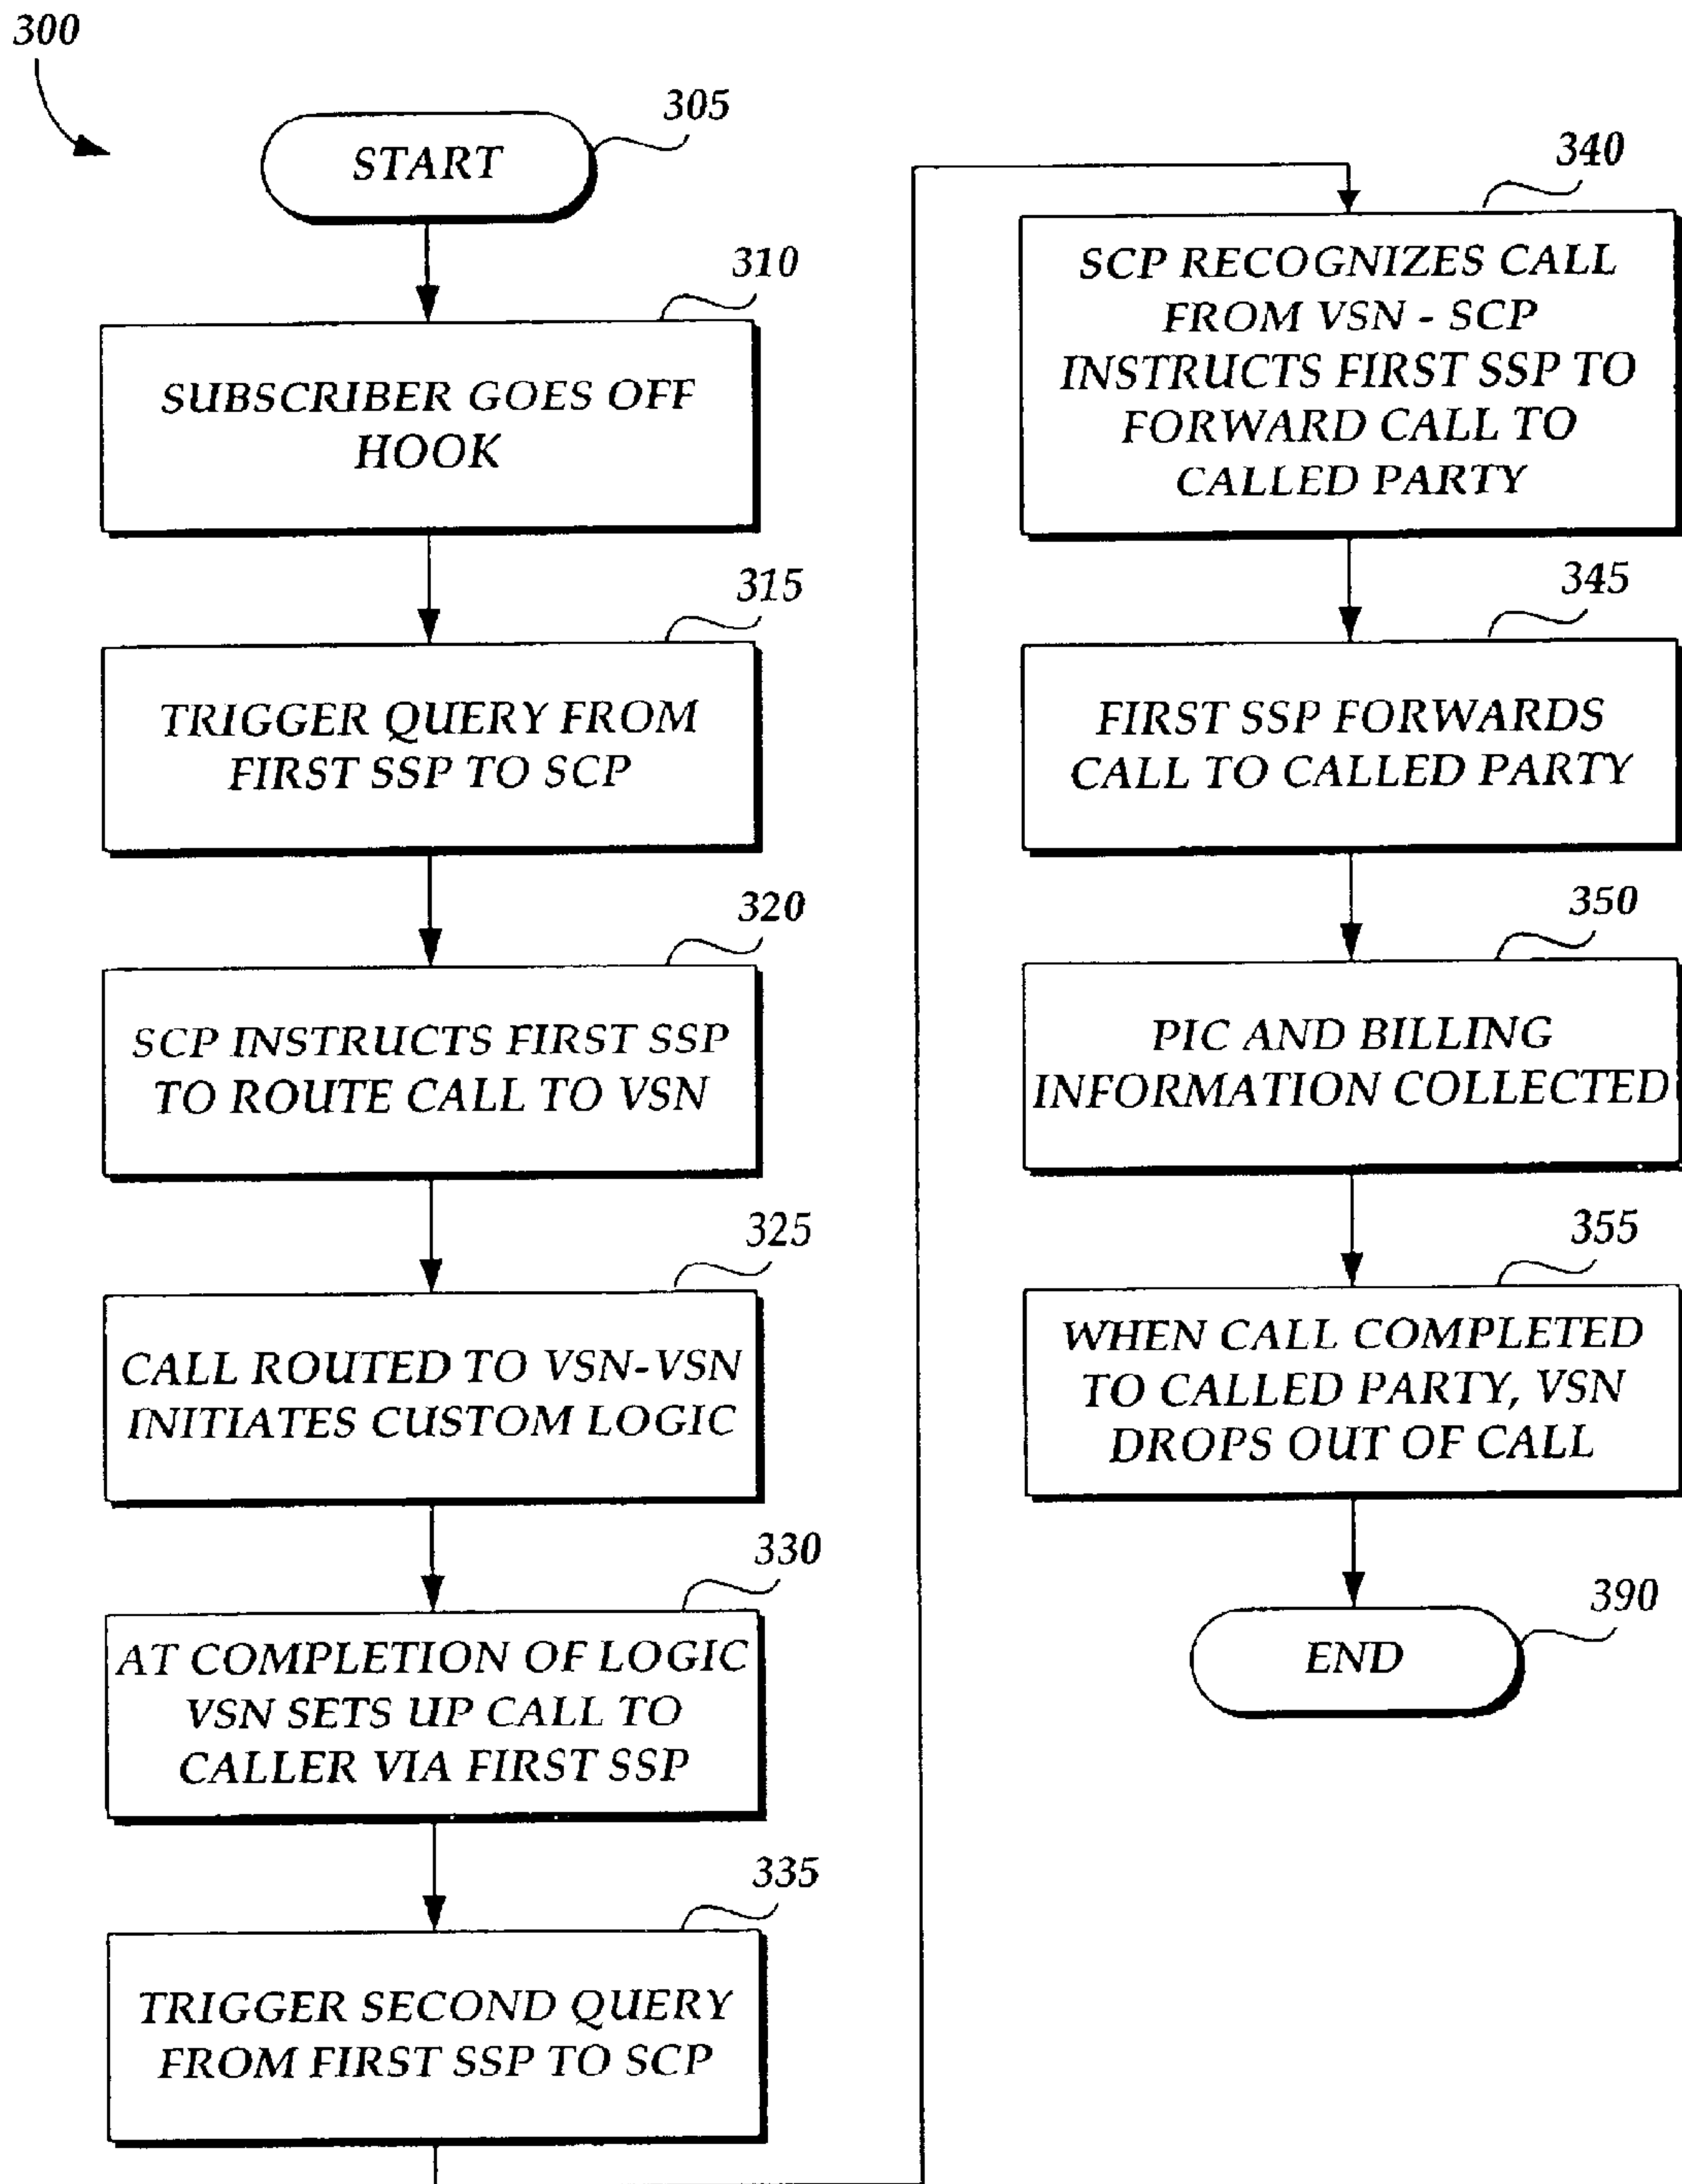 300
305
START
310
SUBSCRIBER GOES OFF
HOOK
315
TRIGGER QUERY FROM
FIRST SSP TO SCP
320
SCP INSTRUCTS FIRST SSP
TO ROUTE CALL TO VSN
325
CALL ROUTED TO VSN-VSN
INITIATES CUSTOM LOGIC
330
AT COMPLETION OF LOGIC
VSN SETS UP CALL TO
CALLER VIA FIRST SSP
335
TRIGGER SECOND QUERY
FROM FIRST SSP TO SCP
340
SCP RECOGNIZES CALL
FROM VSN - SCP
INSTRUCTS FIRST SSP TO
FORWARD CALL TO
CALLED PARTY
345
FIRST SSP FORWARDS
CALL TO CALLED PARTY
350
PIC AND BILLING
INFORMATION COLLECTED
355
WHEN CALL COMPLETED
TO CALLED PARTY, VSN
DROPS OUT OF CALL
390
END